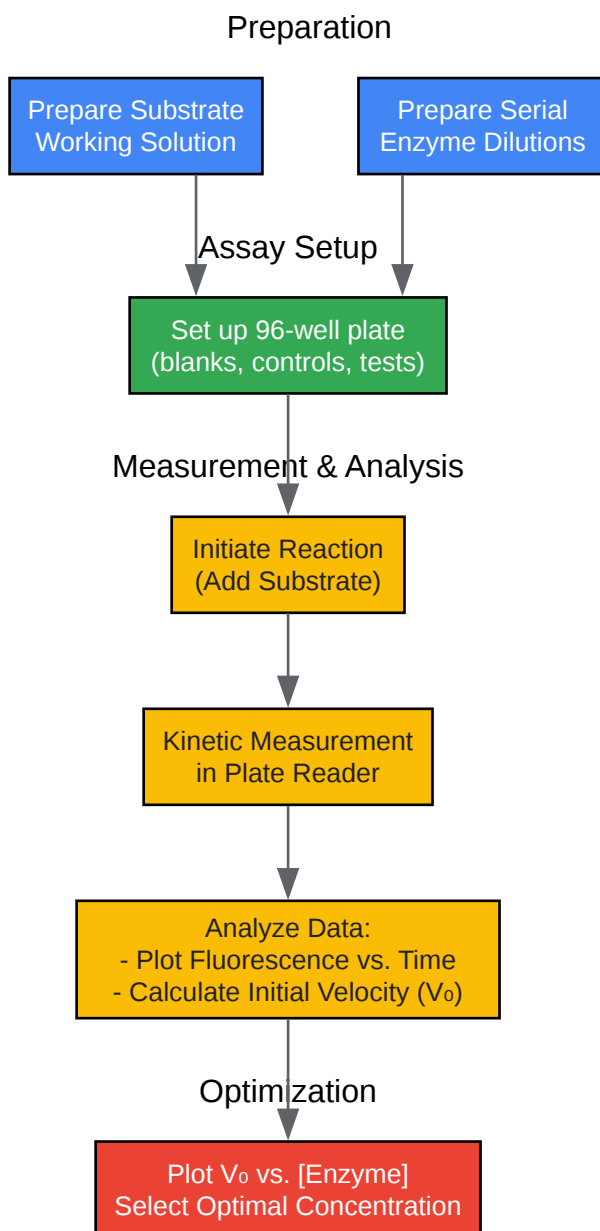 Preparation
Prepare Substrate
Working Solution
Prepare Serial
Enzyme Dilutions
Assay Setup
Set up 96-well plate
(blanks, controls, tests)
Measurement & Analysis
Initiate Reaction
(Add Substrate)
Kinetic Measurement
in Plate Reader
Analyze Data:
- Plot Fluorescence vs. Time
- Calculate Initial Velocity (V₀)
Optimization
Plot V₀ vs. [Enzyme]
Select Optimal Concentration